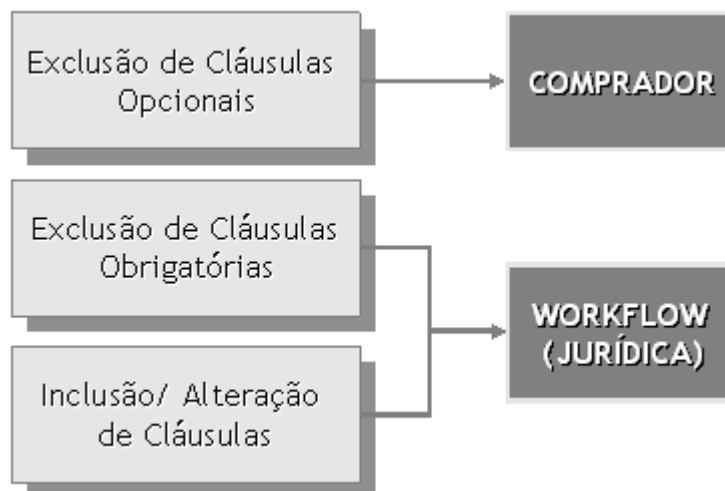 Exclusão de Cláusulas
Opcionais
COMPRADOR
Exclusão de Cláusulas
Obrigatórias
Inclusão/ Alteração
de Cláusulas
WORKFLOW
(JURÍDICA)